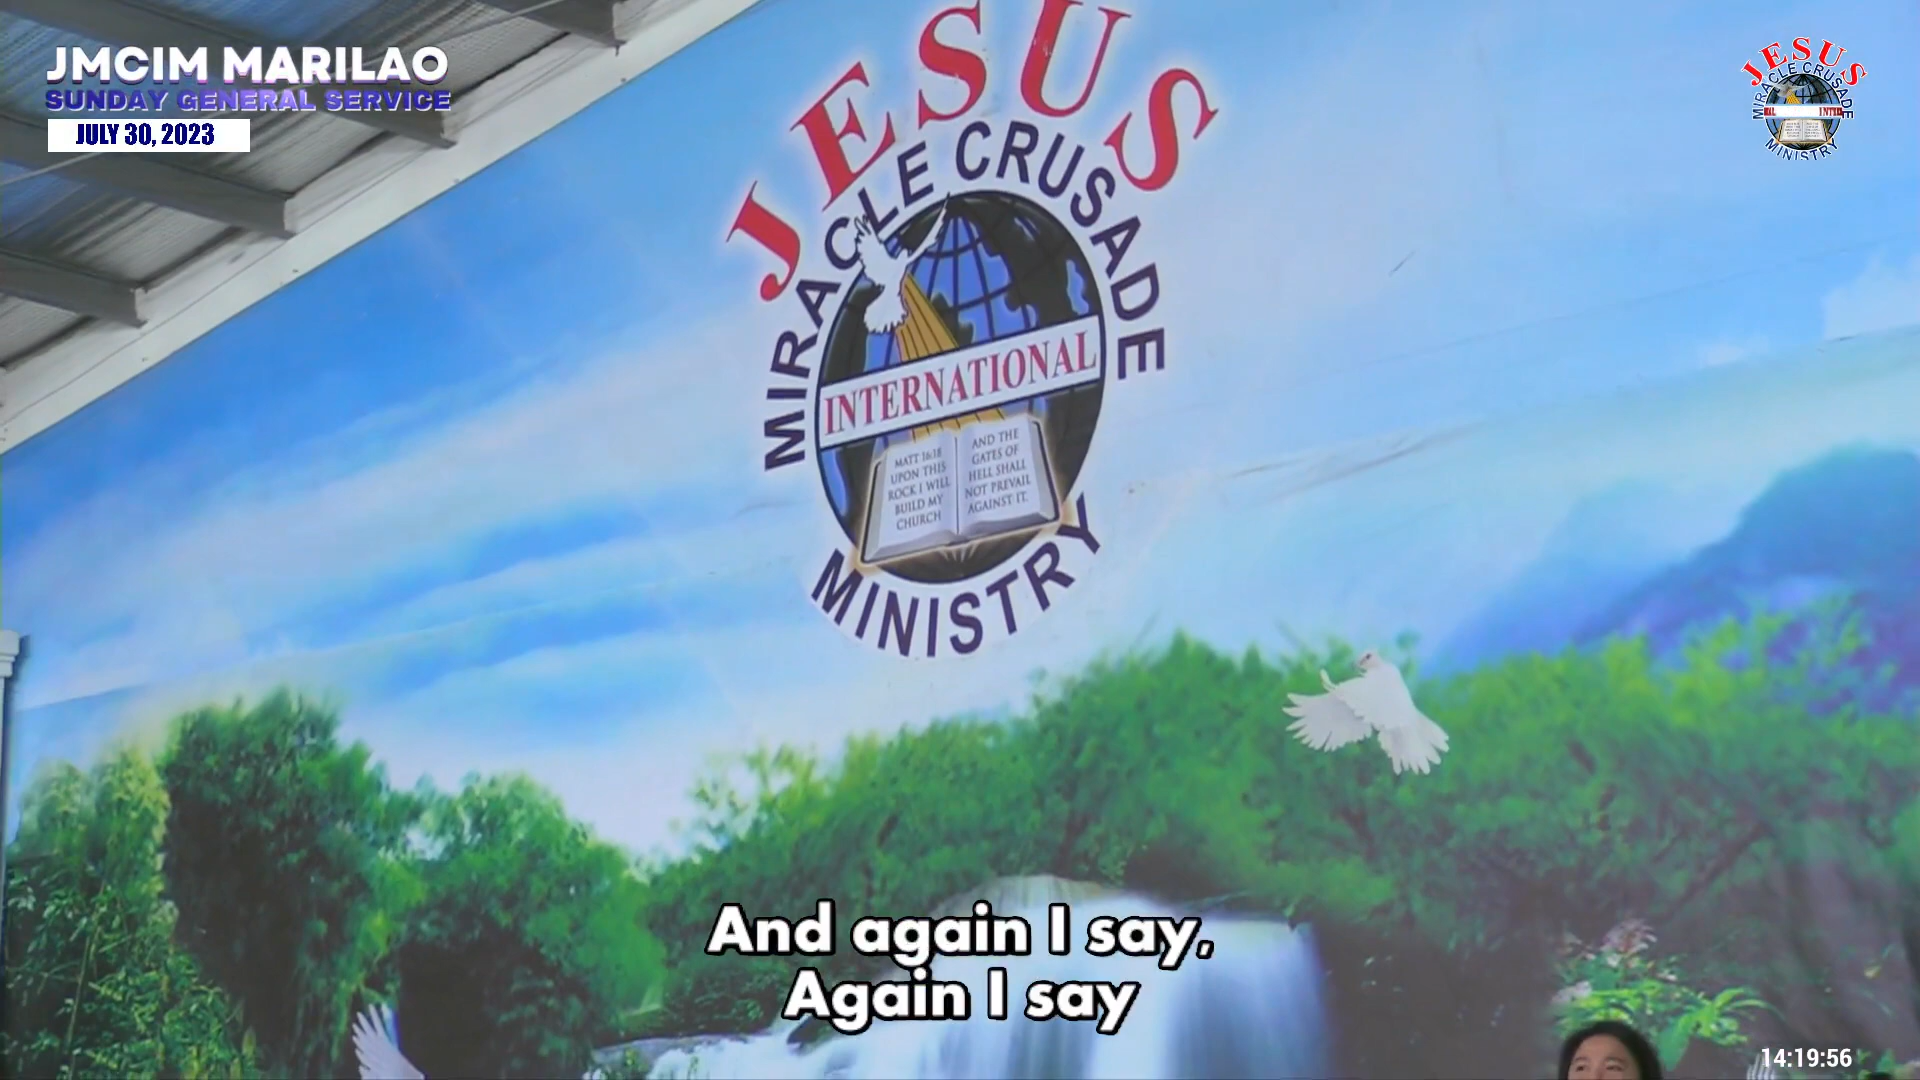 JMCIM MARILAO
SUNDAY GENERAL SERVICE
JULY 30, 2023
JESUS
MIRACLE CRUSADE
INTERNATIONAL
MATT 16:18
UPON THIS
ROCK I WILL
BUILD MY
CHURCH
AND THE
GATES OF
HELL SHALL
NOT PREVAIL
AGAINST IT.
MINISTRY
JESUS
MIRACLE CRUSADE
MINISTRY
And again I say,
Again I say
14:19:56